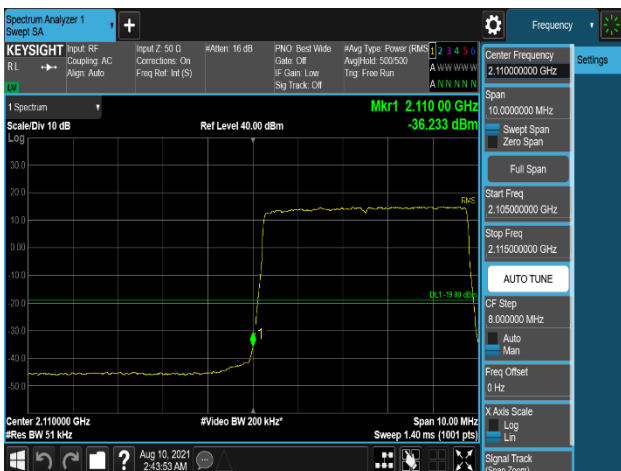 Spectrum Analyzer 1
Swept SA
Frequency
KEYSIGHT
RL
LW
Input: RF
Coupling: AC
Align: Auto
Input Z: 50 Ω
Corrections: On
Freq Ref: Int (S)
#Atten: 16 dB
PNO: Best Wide
Gate: Off
IF Gain: Low
Sig Track: Off
#Avg Type: Power (RMS
Avg|Hold: 500/500
Trig: Free Run
1 2 3 4 5 6
A W W W W W
A N N N N N
1 Spectrum
Scale/Div 10 dB
Ref Level 40.00 dBm
Mkr1 2.110 00 GHz
-36.233 dBm
Log
30.0
20.0
10.0
0.00
-10.0
-20.0
-30.0
-40.0
-50.0
RMS
DL1 -19.00 dBm
1
Center 2.110000 GHz
#Res BW 51 kHz
#Video BW 200 kHz*
Span 10.00 MHz
Sweep 1.40 ms (1001 pts)
Aug 10, 2021
2:43:53 AM
Center Frequency
2.110000000 GHz
Settings
Span
10.0000000 MHz
Swept Span
Zero Span
Full Span
Start Freq
2.105000000 GHz
Stop Freq
2.115000000 GHz
AUTO TUNE
CF Step
8.000000 MHz
Auto
Man
Freq Offset
0 Hz
X Axis Scale
Log
Lin
Signal Track
(Span Zoom)